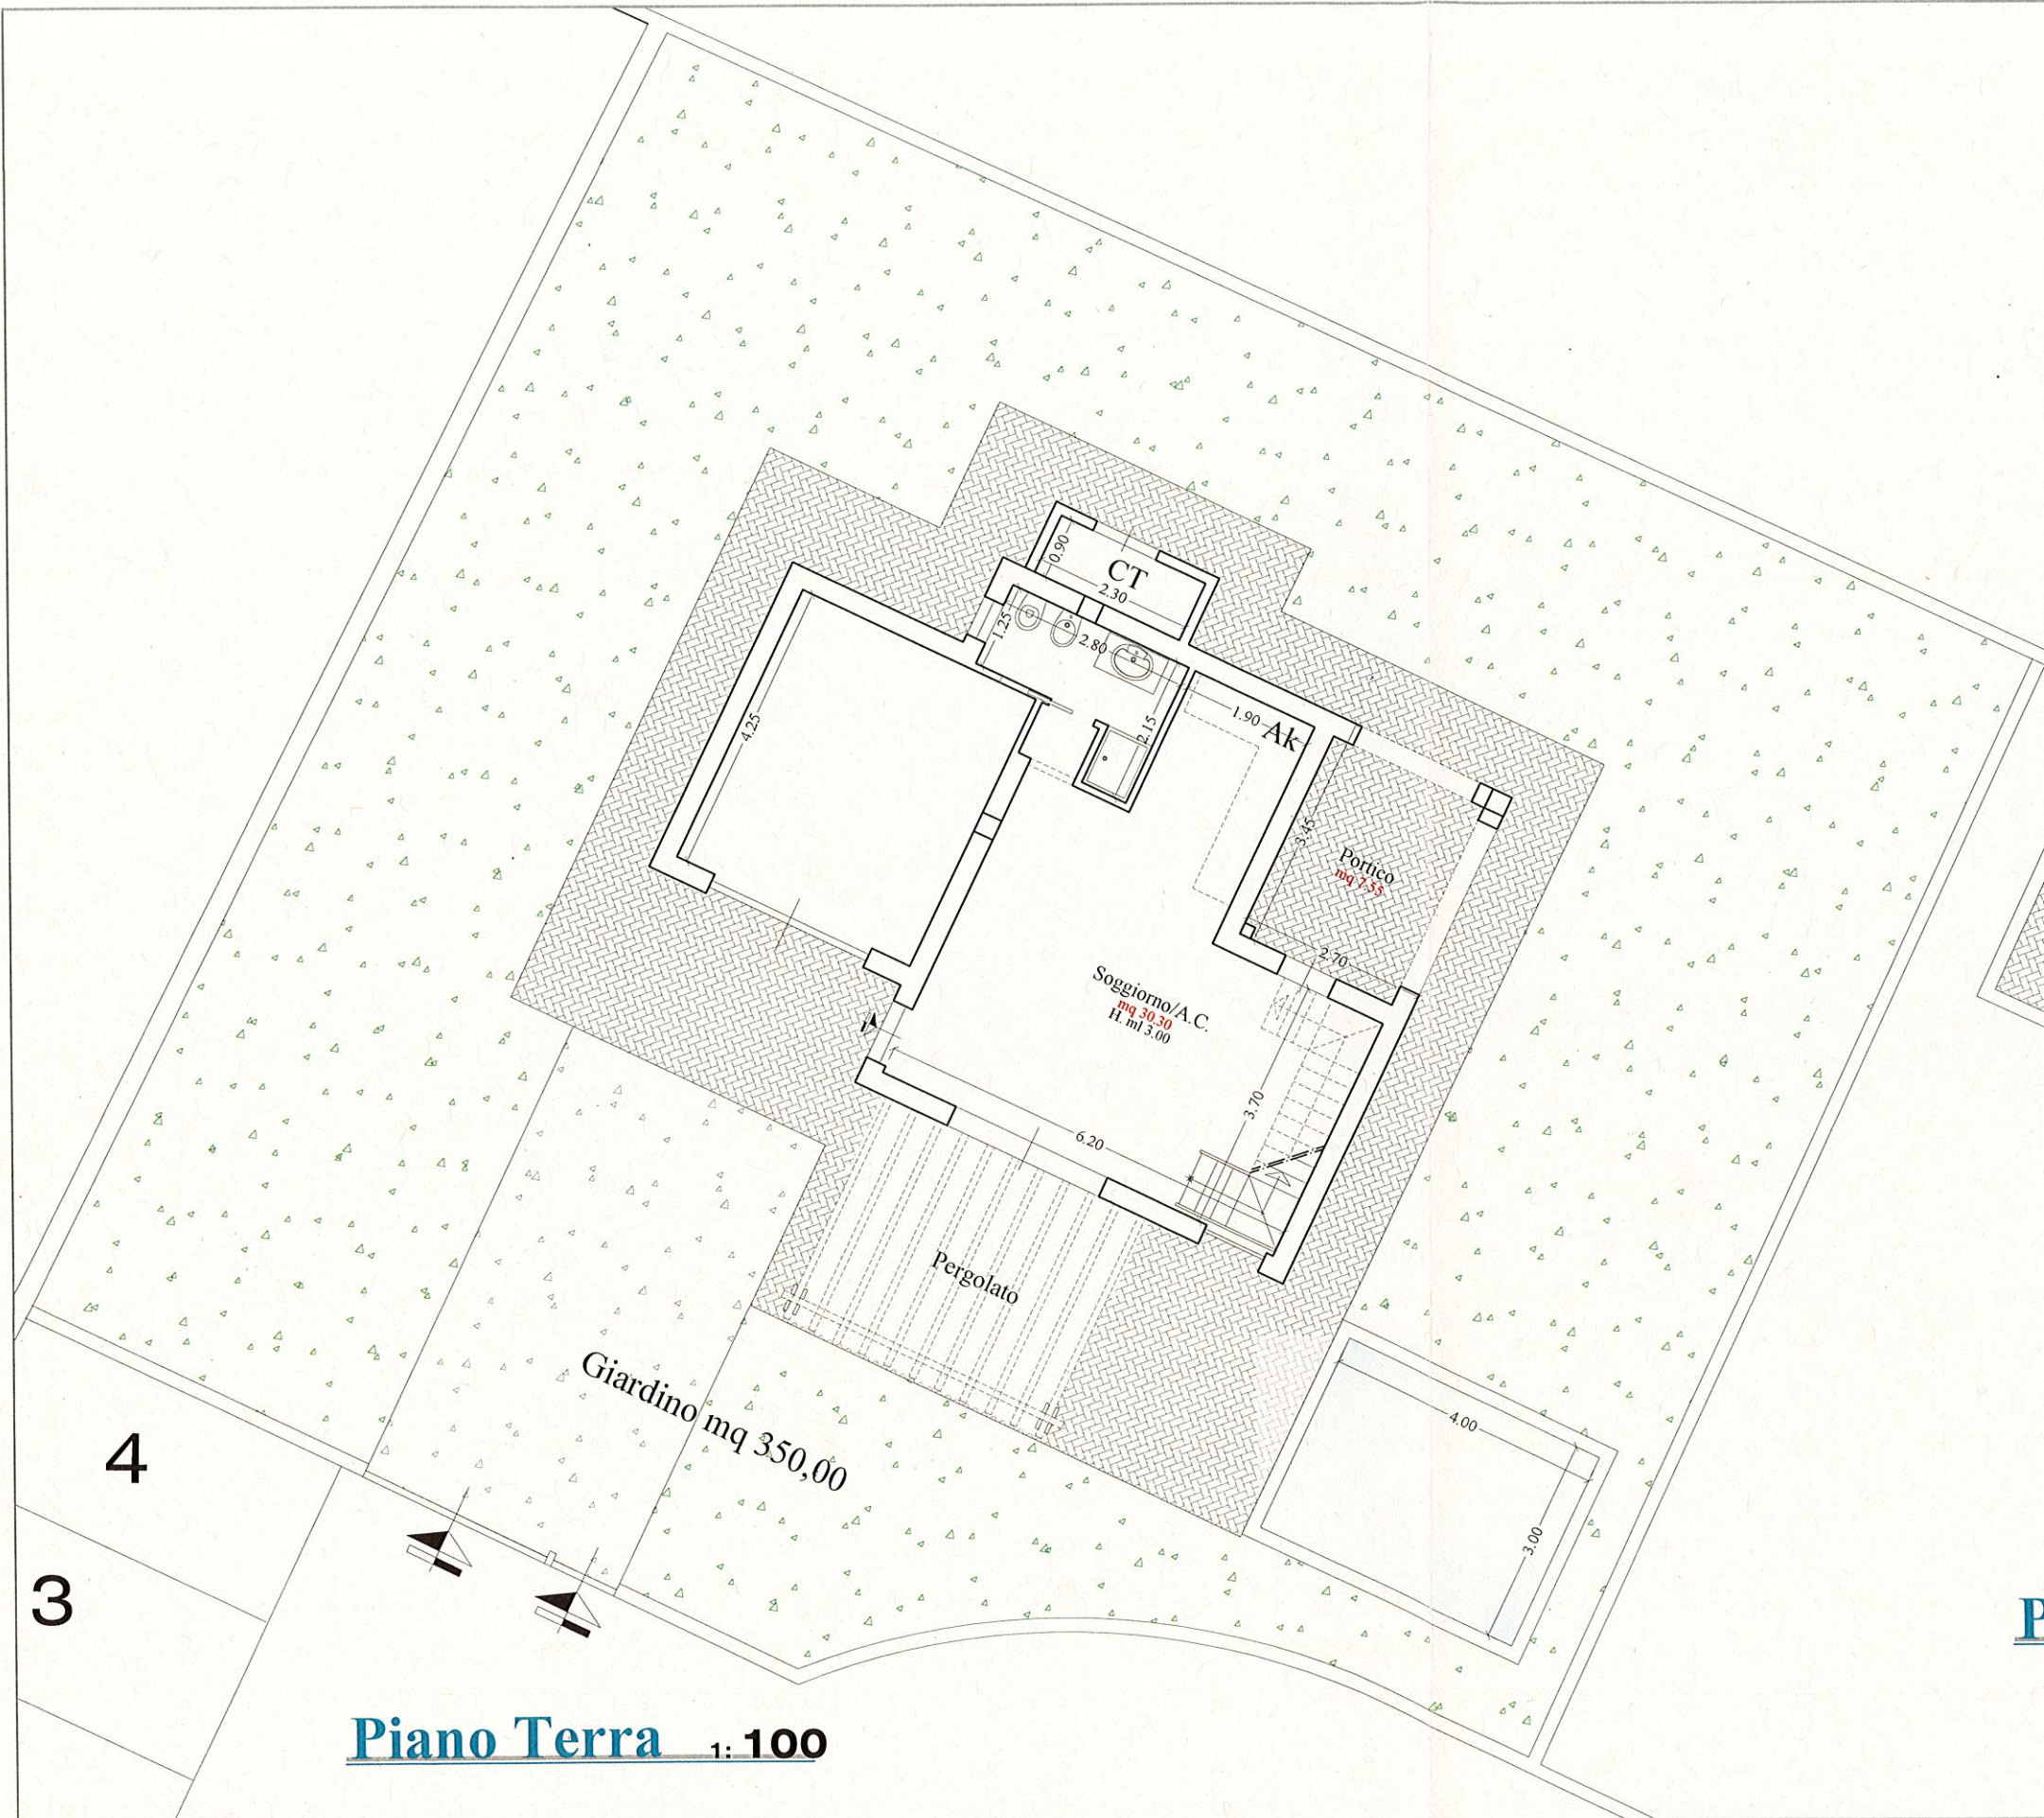 0.90
CT
2.30
1.25
2.80
2.15
1.90
Ak
4.25
3.45
Portico
mq 7.55
2.70
Soggiorno/A.C.
mq 30.30
H. ml 3.00
3.70
6.20
Pergolato
Giardino mq 350,00
4.00
3.00
4
3
P
Piano Terra 1: 100